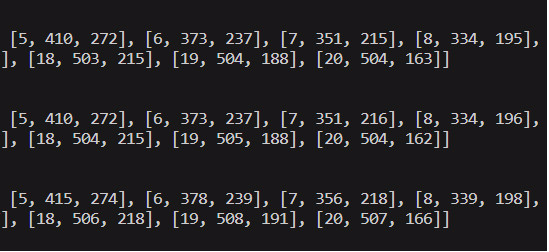 [5, 410, 272], [6, 373, 237], [7, 351, 215], [8, 334, 195],
], [18, 503, 215], [19, 504, 188], [20, 504, 163]]
[5, 410, 272], [6, 373, 237], [7, 351, 216], [8, 334, 196],
], [18, 504, 215], [19, 505, 188], [20, 504, 162]]
[5, 415, 274], [6, 378, 239], [7, 356, 218], [8, 339, 198],
], [18, 506, 218], [19, 508, 191], [20, 507, 166]]